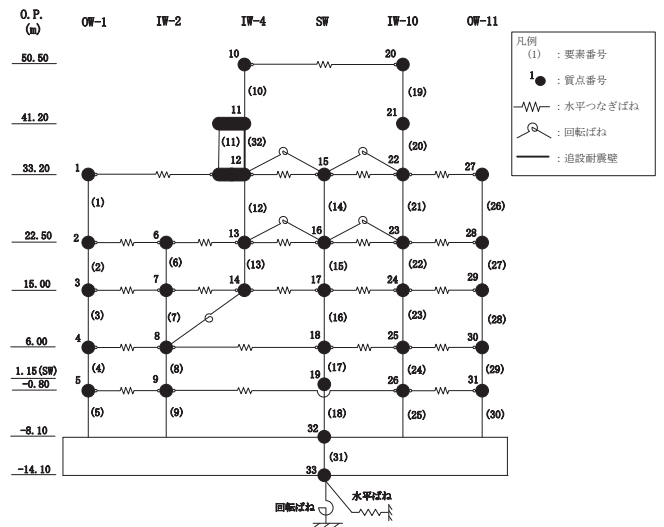 O.P.
(m)
OW-1 IW-2 IW-4 SW IW-10 OW-11
50.50
41.20
33.20
22.50
15.00
6.00
1.15(SW)
-0.80
-8.10
-14.10
10 20
(10) (19)
11 21
(11) (32) (20)
1 12 15 22 27
(1) (12) (14) (21) (26)
2 6 13 16 23 28
(2) (6) (13) (15) (22) (27)
3 7 14 17 24 29
(3) (7) (16) (23) (28)
4 8 18 25 30
(4) (8) (17) (24) (29)
5 9 19 26 31
(5) (9) (18) (25) (30)
32
(31)
33
回転ばね 水平ばね
凡例
(1) : 要素番号
1 : 質点番号
: 水平つなぎばね
: 回転ばね
: 追設耐震壁